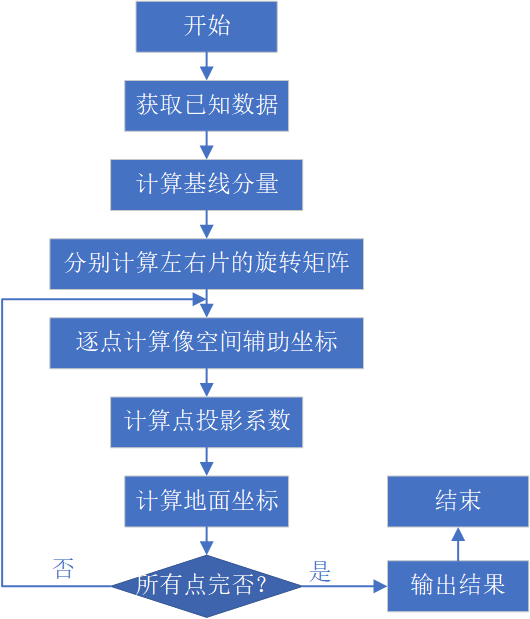 开始
获取已知数据
计算基线分量
分别计算左右片的旋转矩阵
逐点计算像空间辅助坐标
计算点投影系数
计算地面坐标
所有点完否？
否
是
输出结果
结束